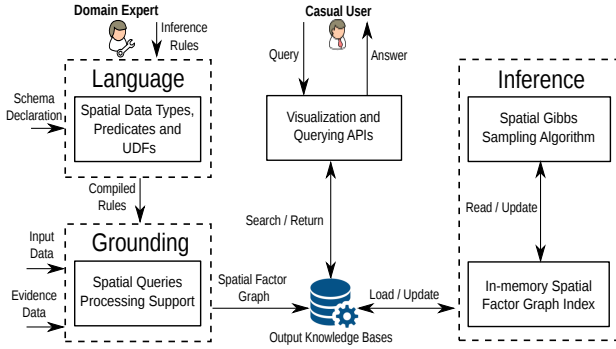 Domain Expert
Inference
Rules
Language
Schema
Declaration
Spatial Data Types,
Predicates and
UDFs
Compiled
Rules
Grounding
Input
Data
Evidence
Data
Spatial Queries
Processing Support
Spatial Factor
Graph
Casual User
Query
Answer
Visualization and
Querying APIs
Search / Return
Output Knowledge Bases
Load / Update
Inference
Spatial Gibbs
Sampling Algorithm
Read / Update
In-memory Spatial
Factor Graph Index